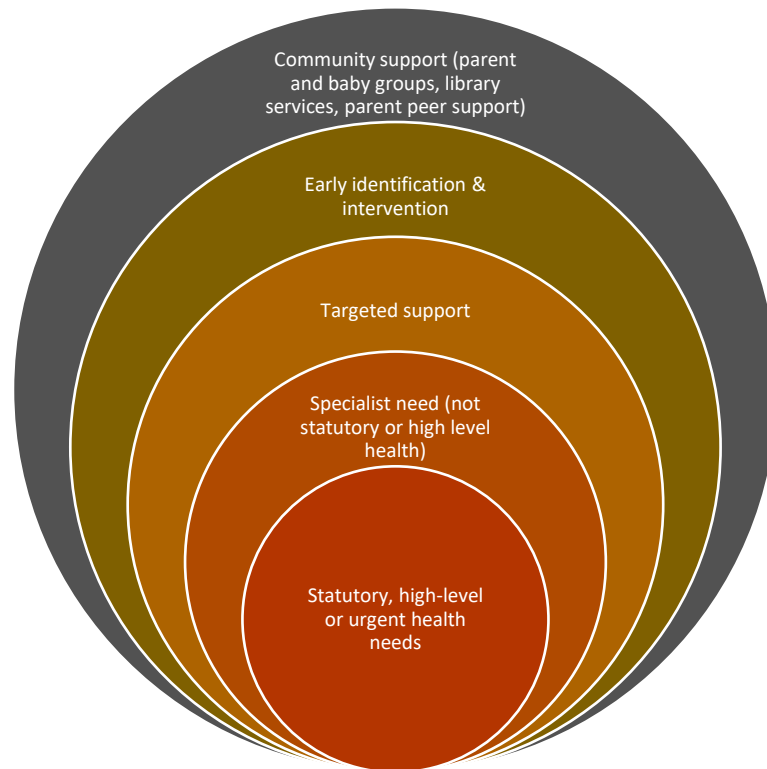 Community support (parent
and baby groups, library
services, parent peer support)
Early identification &
intervention
Targeted support
Specialist need (not
statutory or high level
health)
Statutory, high-level
or urgent health
needs